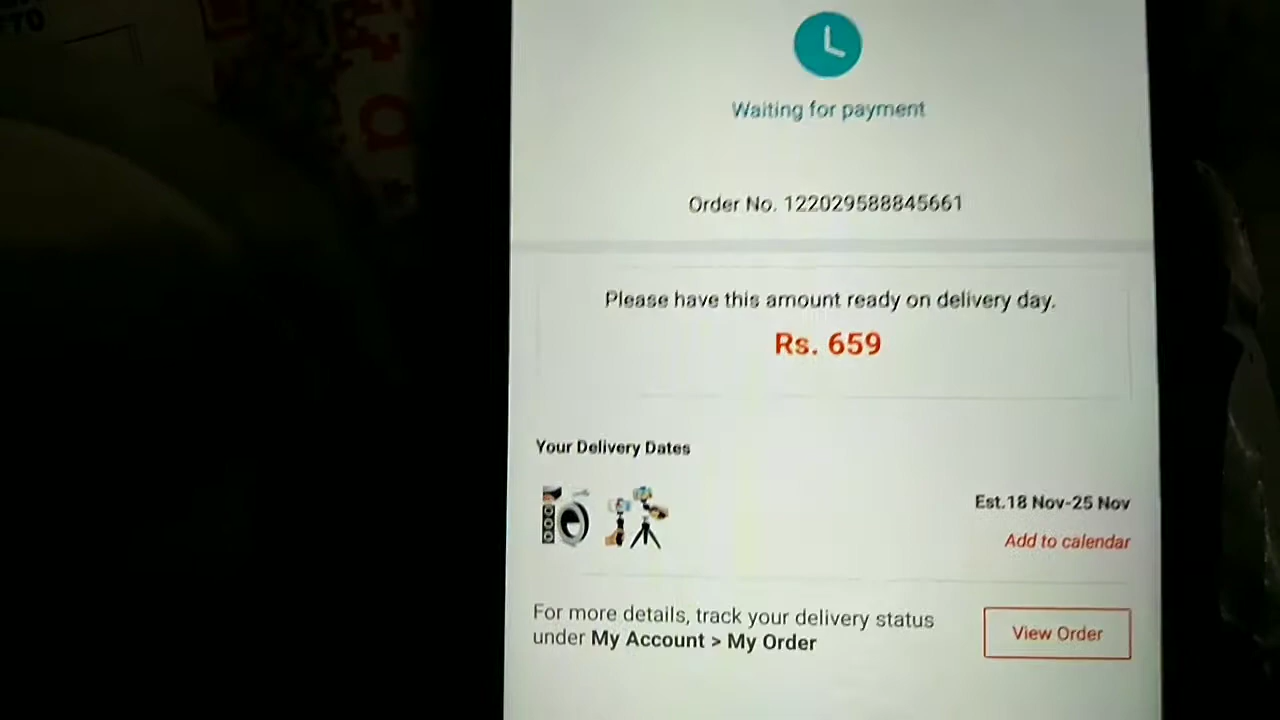 Waiting for payment
Order No. 122029588845661
Please have this amount ready on delivery day.
Rs. 659
Your Delivery Dates
Est.18 Nov-25 Nov
Add to calendar
For more details, track your delivery status
under My Account > My Order
View Order